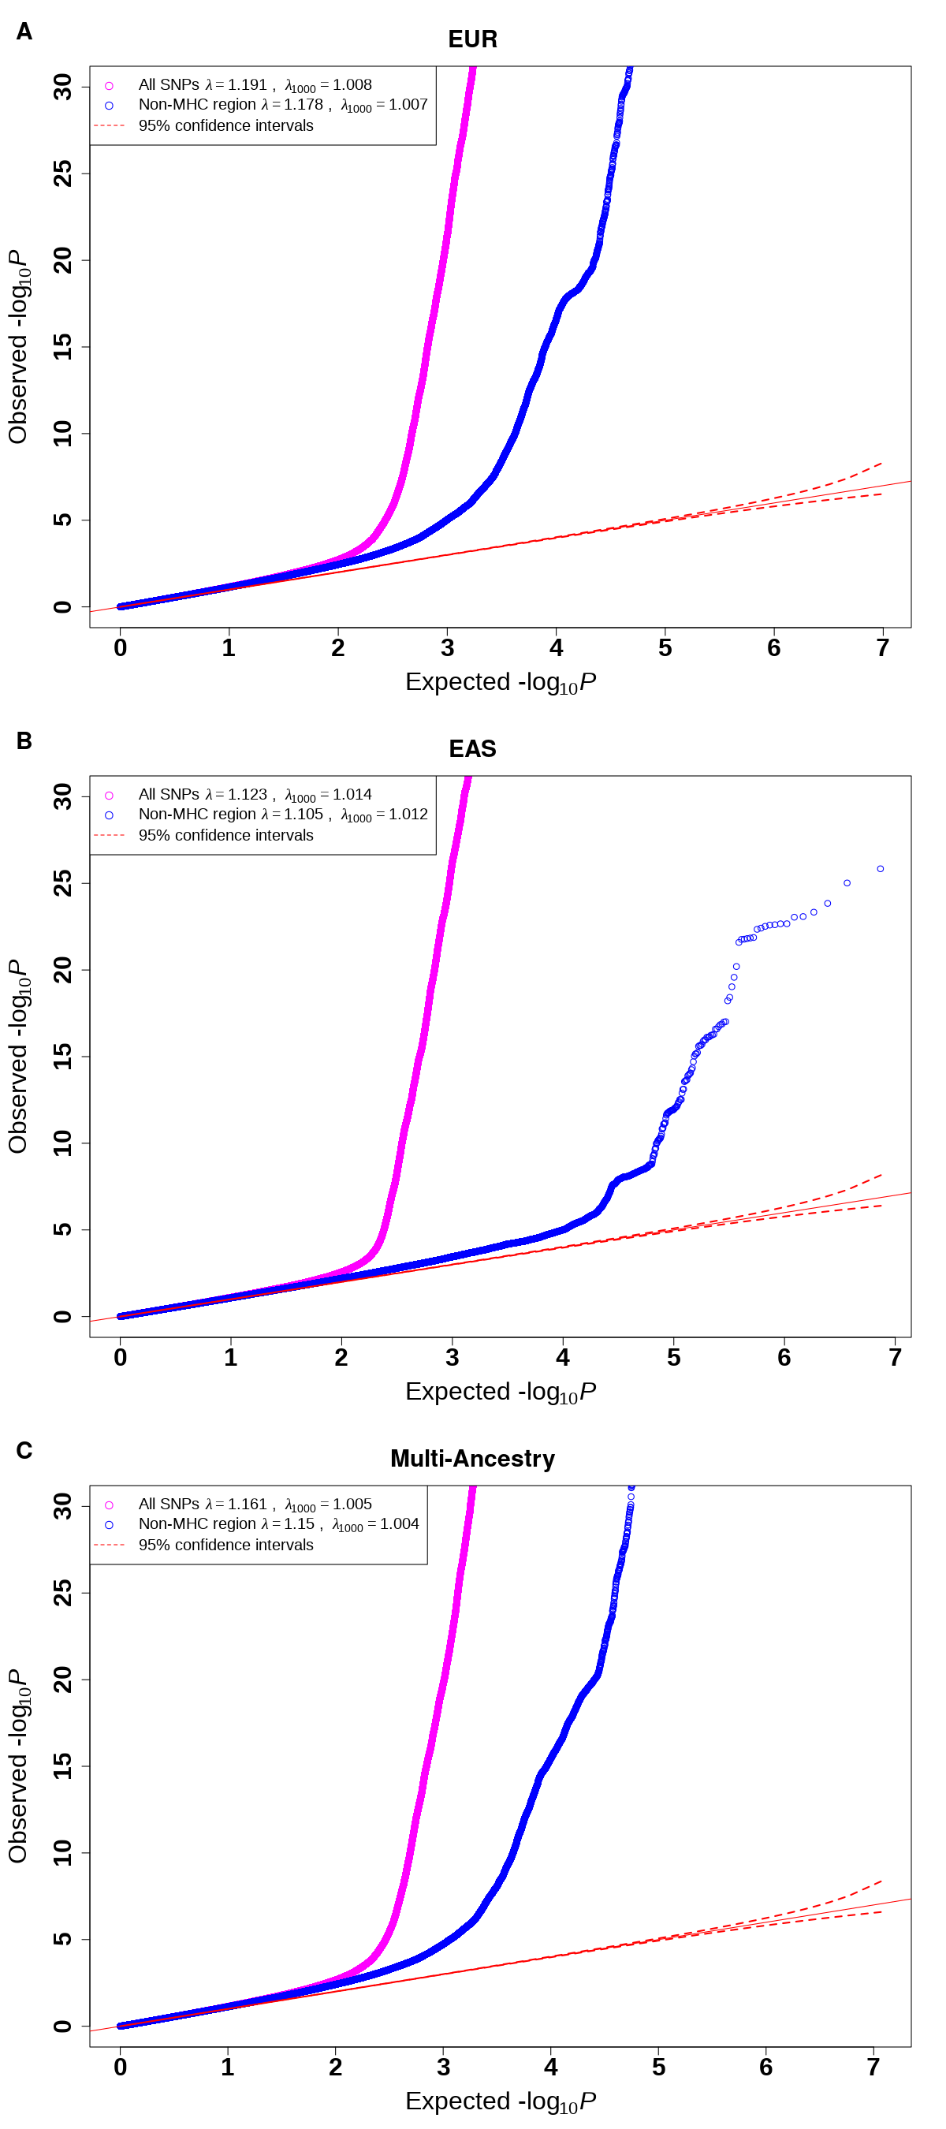 A
EUR
All SNPs λ = 1.191 , λ1000 = 1.008
Non-MHC region λ = 1.178 , λ1000 = 1.007
95% confidence intervals
30
25
20
15
10
5
0
Observed -log10P
0 1 2 3 4 5 6 7
Expected -log10P
B
EAS
All SNPs λ = 1.123 , λ1000 = 1.014
Non-MHC region λ = 1.105 , λ1000 = 1.012
95% confidence intervals
30
25
20
15
10
5
0
Observed -log10P
0 1 2 3 4 5 6 7
Expected -log10P
C
Multi-Ancestry
All SNPs λ = 1.161 , λ1000 = 1.005
Non-MHC region λ = 1.15 , λ1000 = 1.004
95% confidence intervals
30
25
20
15
10
5
0
Observed -log10P
0 1 2 3 4 5 6 7
Expected -log10P